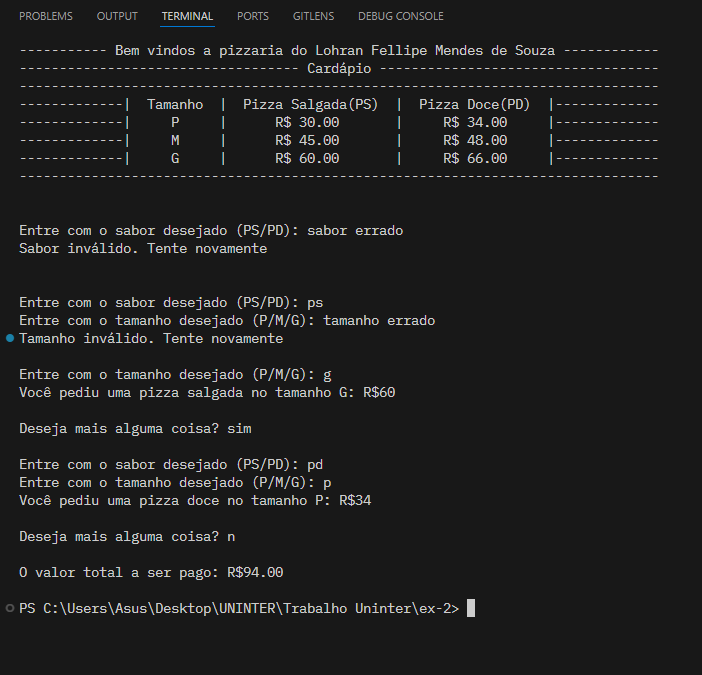 PROBLEMS OUTPUT TERMINAL PORTS GITLENS DEBUG CONSOLE
----------- Bem vindos a pizzaria do Lohran Fellipe Mendes de Souza ------------
----------------------------------- Cardápio -----------------------------------
--------------------------------------------------------------------------------
-------------| Tamanho | Pizza Salgada(PS) | Pizza Doce(PD) |-------------
-------------| P | R$ 30.00 | R$ 34.00 |-------------
-------------| M | R$ 45.00 | R$ 48.00 |-------------
-------------| G | R$ 60.00 | R$ 66.00 |-------------
--------------------------------------------------------------------------------
Entre com o sabor desejado (PS/PD): sabor errado
Sabor inválido. Tente novamente
Entre com o sabor desejado (PS/PD): ps
Entre com o tamanho desejado (P/M/G): tamanho errado
Tamanho inválido. Tente novamente
Entre com o tamanho desejado (P/M/G): g
Você pediu uma pizza salgada no tamanho G: R$60
Deseja mais alguma coisa? sim
Entre com o sabor desejado (PS/PD): pd
Entre com o tamanho desejado (P/M/G): p
Você pediu uma pizza doce no tamanho P: R$34
Deseja mais alguma coisa? n
O valor total a ser pago: R$94.00
PS C:\Users\Asus\Desktop\UNINTER\Trabalho Uninter\ex-2>